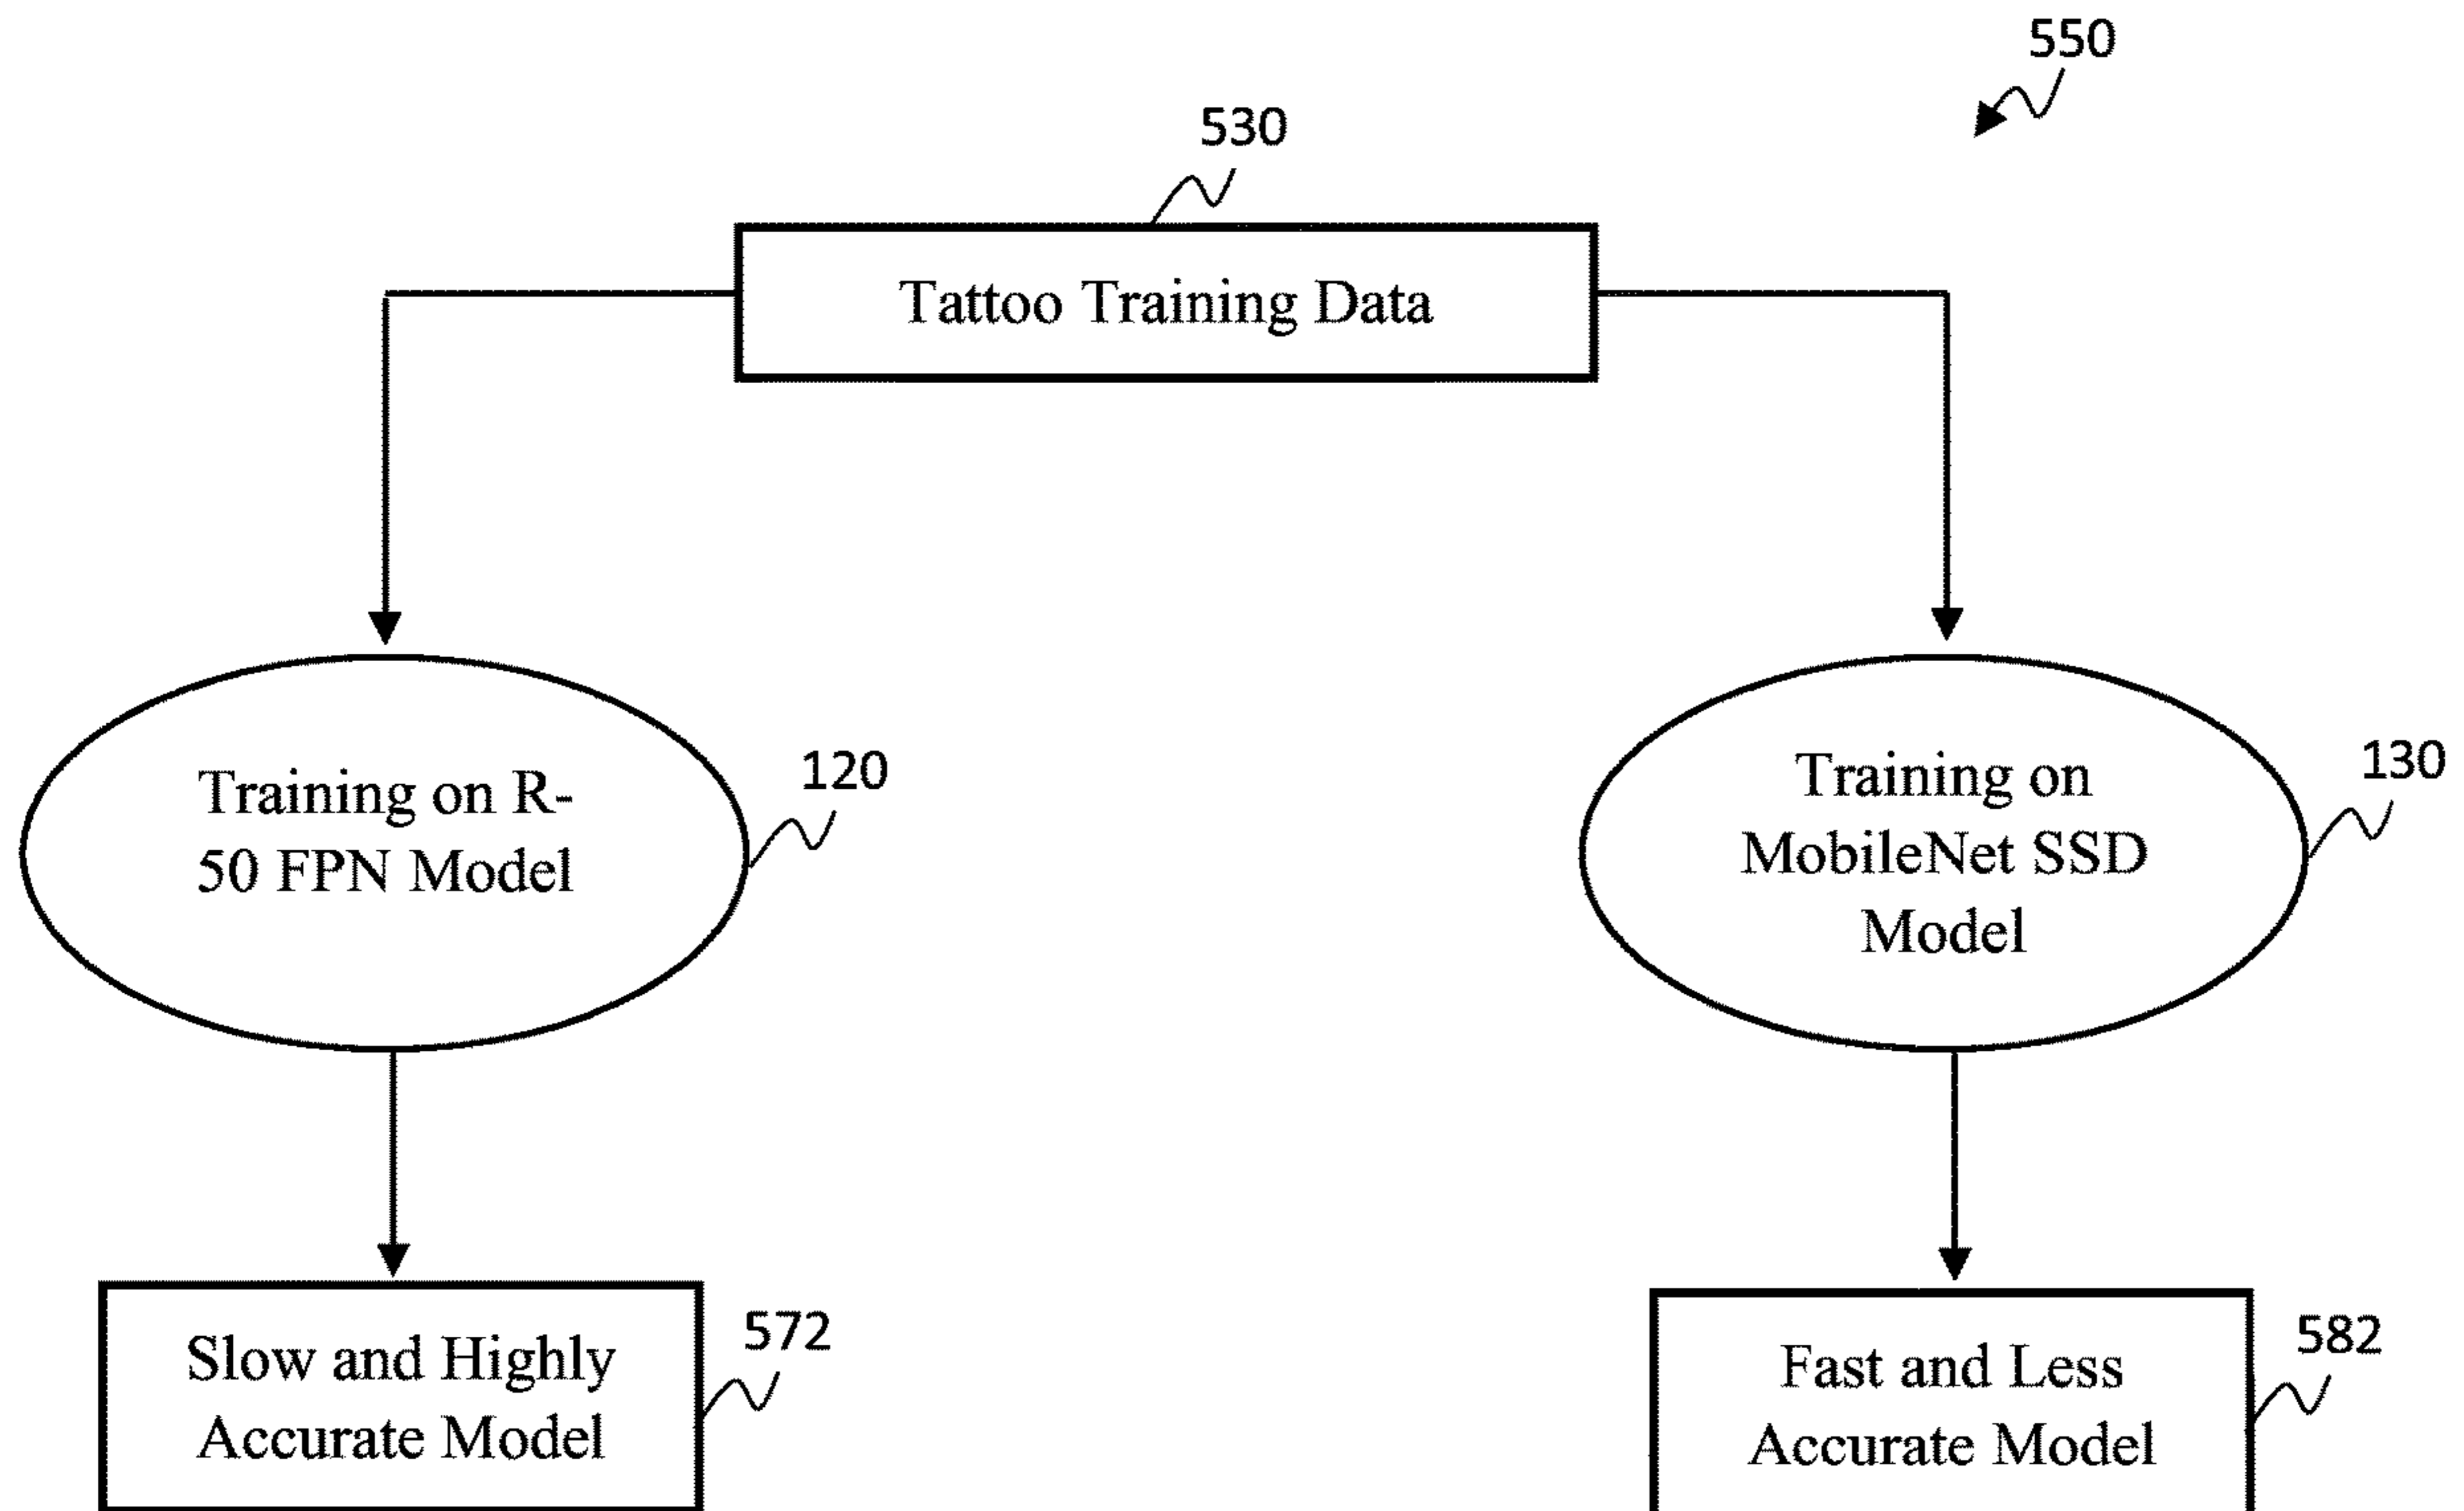 550
530
Tattoo Training Data
Training on R-
50 FPN Model
120
Training on
MobileNet SSD
Model
130
Slow and Highly
Accurate Model
572
Fast and Less
Accurate Model
582